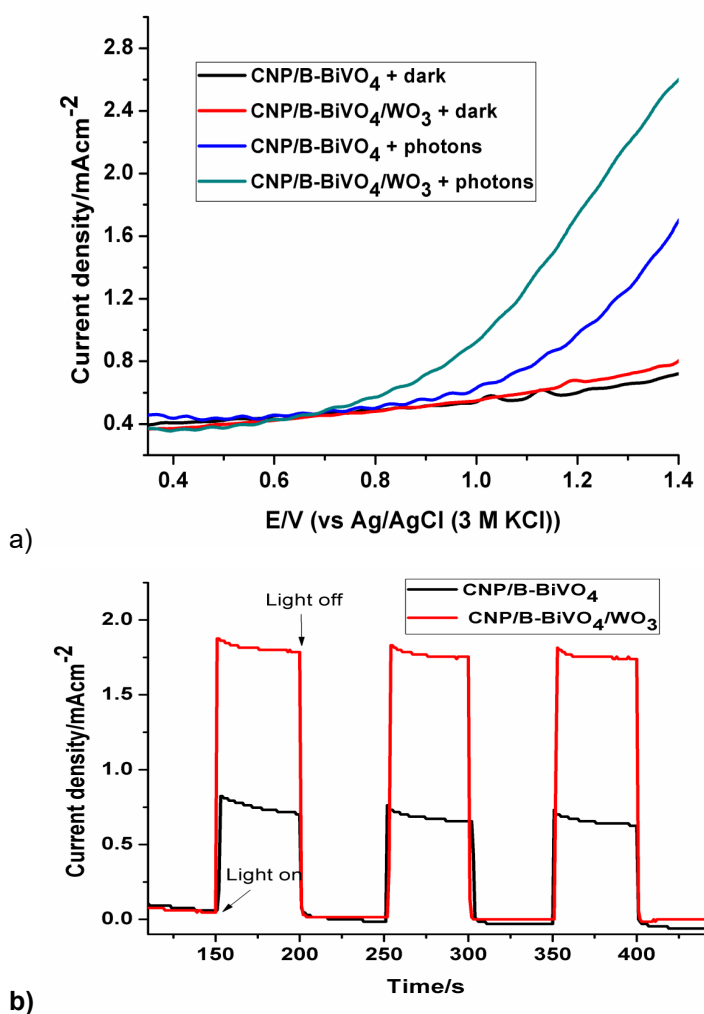 CNP/B-BiVO4 + dark
CNP/B-BiVO4/WO3 + dark
CNP/B-BiVO4 + photons
CNP/B-BiVO4/WO3 + photons
Current density/mAcm-2
2.8
2.4
2.0
1.6
1.2
0.8
0.4
0.4 0.6 0.8 1.0 1.2 1.4
E/V (vs Ag/AgCl (3 M KCl))
a)
CNP/B-BiVO4
CNP/B-BiVO4/WO3
Light off
Light on
Current density/mAcm-2
2.0
1.5
1.0
0.5
0.0
150 200 250 300 350 400
Time/s
b)